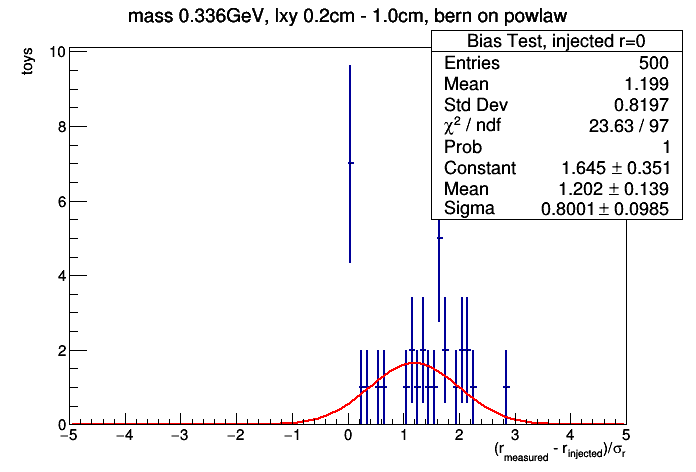 mass 0.336GeV, lxy 0.2cm - 1.0cm, bern on powlaw
Bias Test, injected r=0
Entries 500
Mean 1.199
Std Dev 0.8197
χ² / ndf 23.63 / 97
Prob 1
Constant 1.645 ± 0.351
Mean 1.202 ± 0.139
Sigma 0.8001 ± 0.0985
toys
10
8
6
4
2
0
−5 −4 −3 −2 −1 0 1 2 3 4 5
(r_measured - r_injected)/σ_r